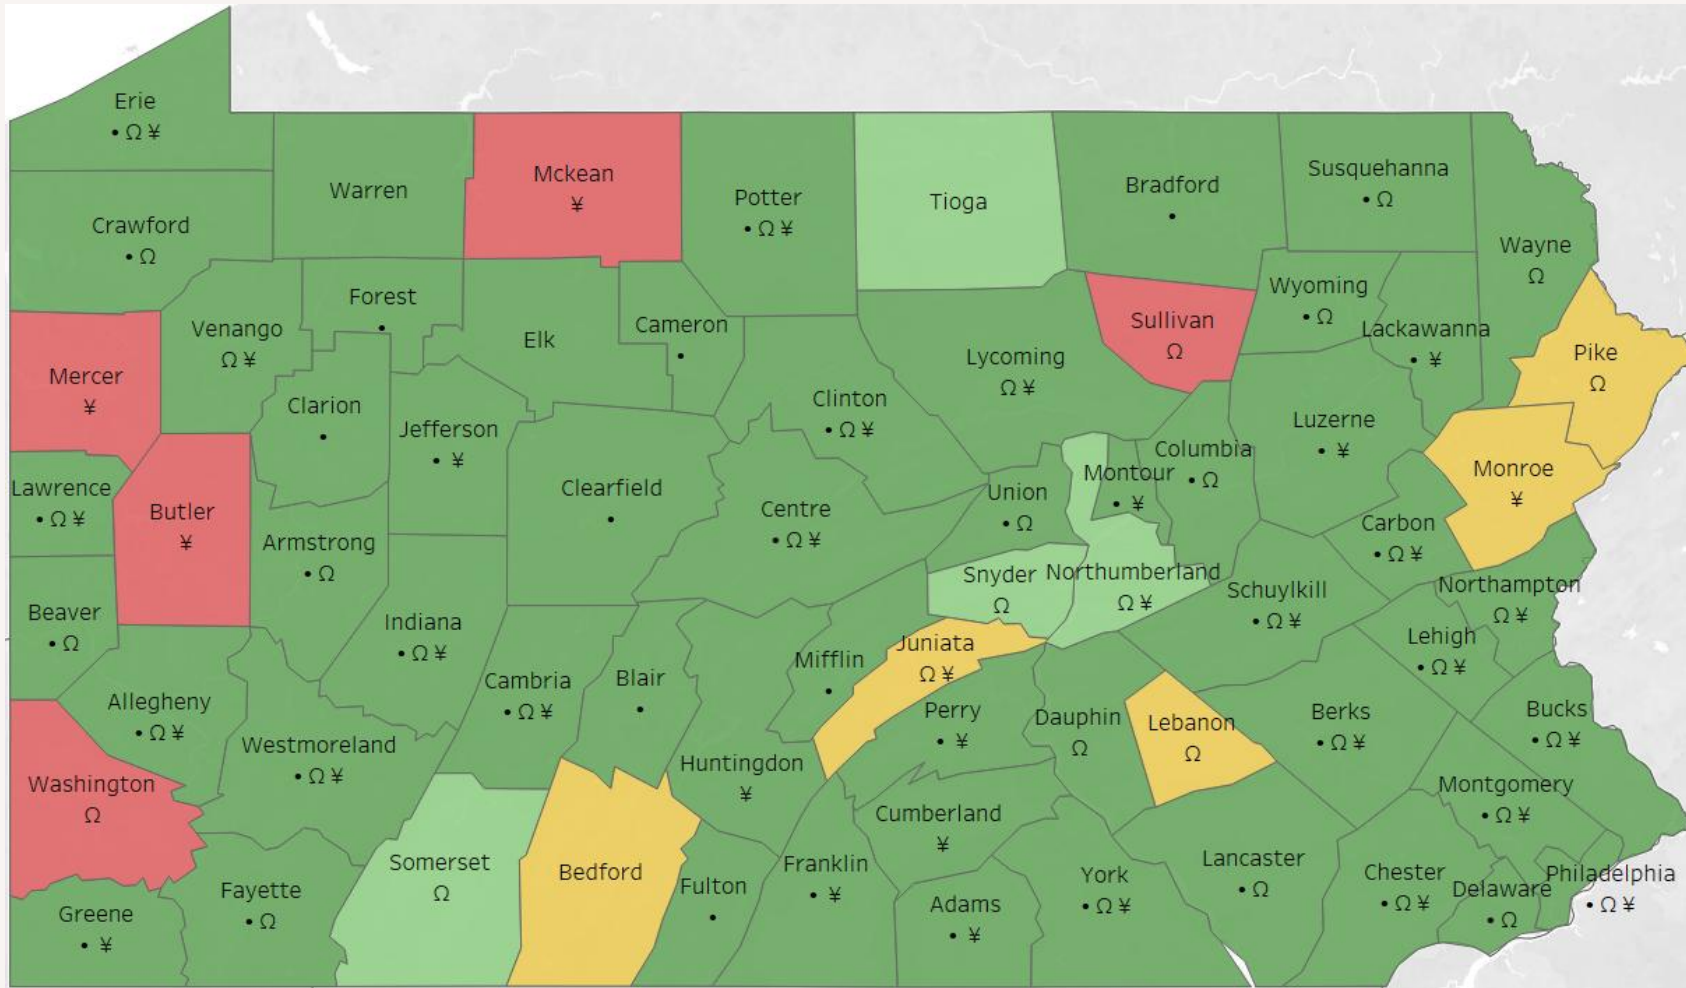 Erie
• Ω ¥
Warren
Mckean
¥
Potter
• Ω ¥
Tioga
Bradford
•
Susquehanna
• Ω
Wayne
Ω
Crawford
• Ω
Forest
•
Venango
Ω ¥
Elk
Cameron
•
Lycoming
Ω ¥
Sullivan
Ω
Wyoming
• Ω
Lackawanna
• ¥
Pike
Ω
Mercer
¥
Clarion
•
Jefferson
• ¥
Clinton
• Ω ¥
Columbia
• Ω
Luzerne
• ¥
Monroe
¥
Lawrence
• Ω ¥
Butler
¥
Clearfield
•
Centre
• Ω ¥
Union
• Ω
Montour
• ¥
Carbon
• Ω ¥
Armstrong
• Ω
Snyder
Ω
Northumberland
Ω ¥
Schuylkill
• Ω ¥
Northampton
Ω ¥
Beaver
• Ω
Indiana
• Ω ¥
Lehigh
• Ω ¥
Juniata
Ω ¥
Mifflin
•
Cambria
• Ω ¥
Blair
•
Allegheny
• Ω ¥
Perry
• ¥
Dauphin
Ω
Lebanon
Ω
Berks
• Ω ¥
Bucks
• Ω ¥
Westmoreland
• Ω ¥
Huntingdon
¥
Washington
Ω
Cumberland
¥
Montgomery
• Ω ¥
Somerset
Ω
Bedford
Fulton
•
Franklin
• ¥
York
• Ω ¥
Lancaster
• Ω
Chester
• Ω ¥
Delaware
• Ω
Philadelphia
• Ω ¥
Greene
• ¥
Fayette
• Ω
Adams
• ¥